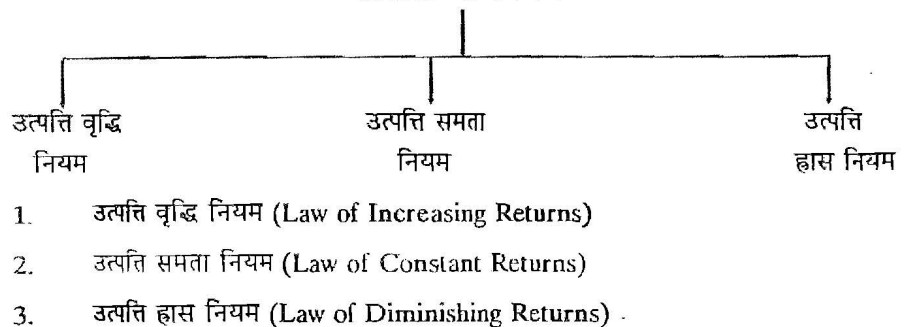 उत्पत्ति वृद्धि उत्पत्ति समता उत्पत्ति
नियम नियम ह्रास नियम
1. उत्पत्ति वृद्धि नियम (Law of Increasing Returns)
2. उत्पत्ति समता नियम (Law of Constant Returns)
3. उत्पत्ति ह्रास नियम (Law of Diminishing Returns)